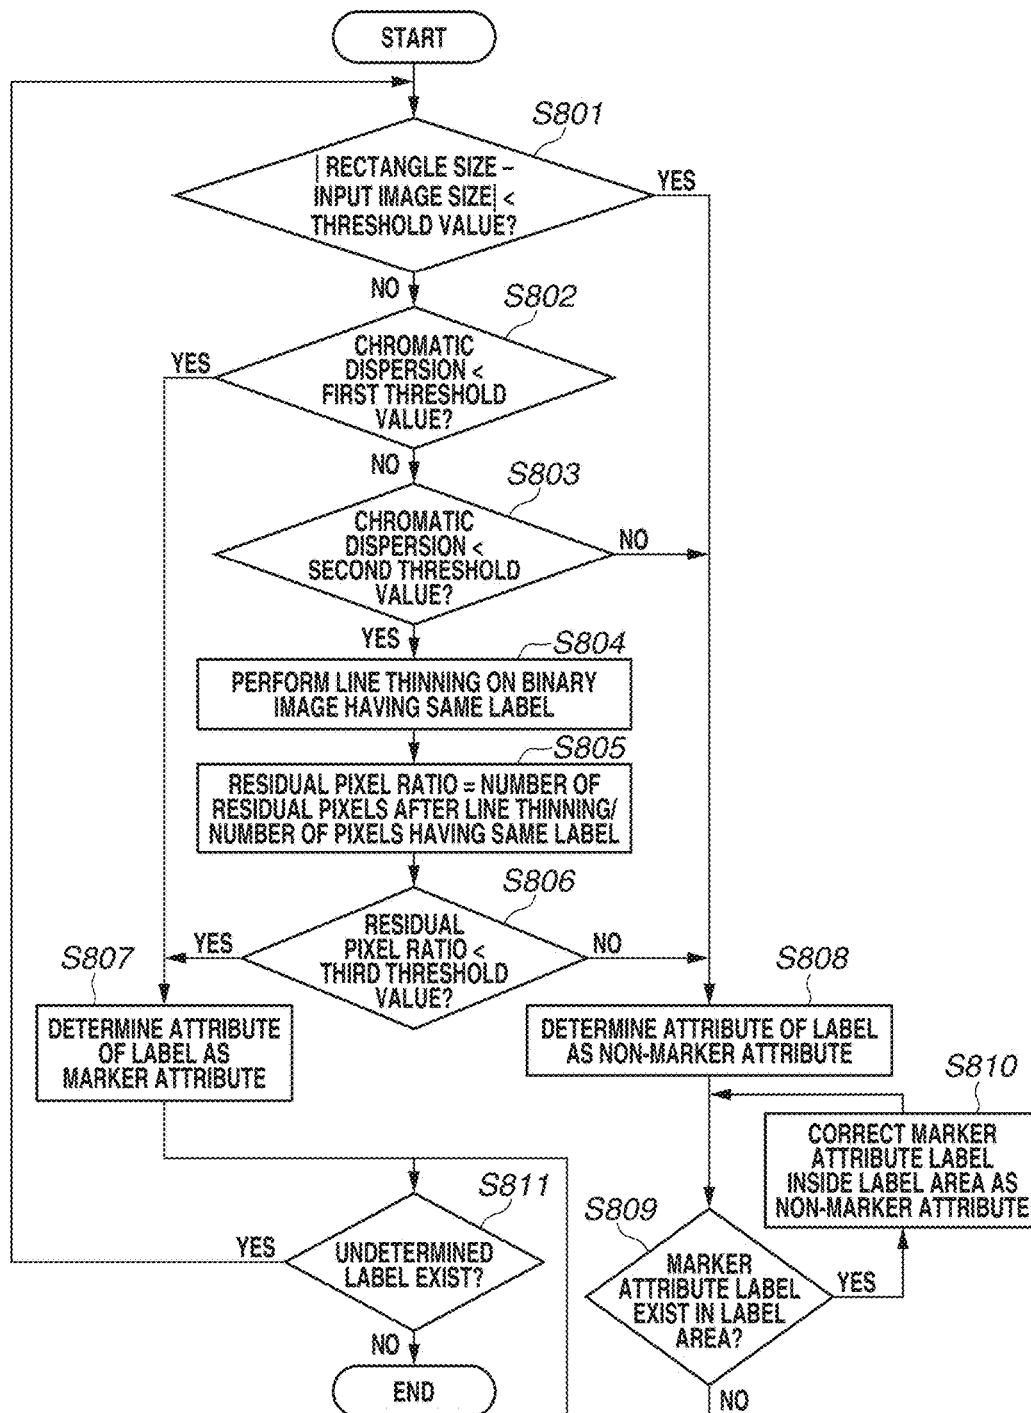 START
S801
| RECTANGLE SIZE –
INPUT IMAGE SIZE| <
THRESHOLD VALUE?
YES
NO
S802
CHROMATIC
DISPERSION <
FIRST THRESHOLD
VALUE?
YES
NO
S803
CHROMATIC
DISPERSION <
SECOND THRESHOLD
VALUE?
NO
YES
S804
PERFORM LINE THINNING ON BINARY
IMAGE HAVING SAME LABEL
S805
RESIDUAL PIXEL RATIO = NUMBER OF
RESIDUAL PIXELS AFTER LINE THINNING/
NUMBER OF PIXELS HAVING SAME LABEL
S806
RESIDUAL
PIXEL RATIO <
THIRD THRESHOLD
VALUE?
YES
NO
S807
DETERMINE ATTRIBUTE
OF LABEL AS
MARKER ATTRIBUTE
S808
DETERMINE ATTRIBUTE OF LABEL
AS NON-MARKER ATTRIBUTE
S810
CORRECT MARKER
ATTRIBUTE LABEL
INSIDE LABEL AREA AS
NON-MARKER ATTRIBUTE
S809
MARKER
ATTRIBUTE LABEL
EXIST IN LABEL
AREA?
YES
NO
S811
UNDETERMINED
LABEL EXIST?
YES
NO
END